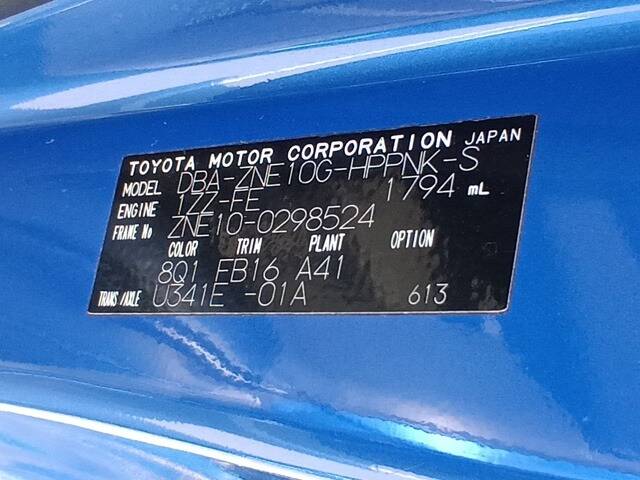 TOYOTA MOTOR CORPORATION JAPAN
MODEL DBA-ZNE10G-HPPNK-S
ENGINE 1ZZ-FE 1794 mL
FRAME No ZNE10-0298524
COLOR TRIM PLANT OPTION
8Q1 FB16 A41
TRANS/AXLE U341E -01A 613